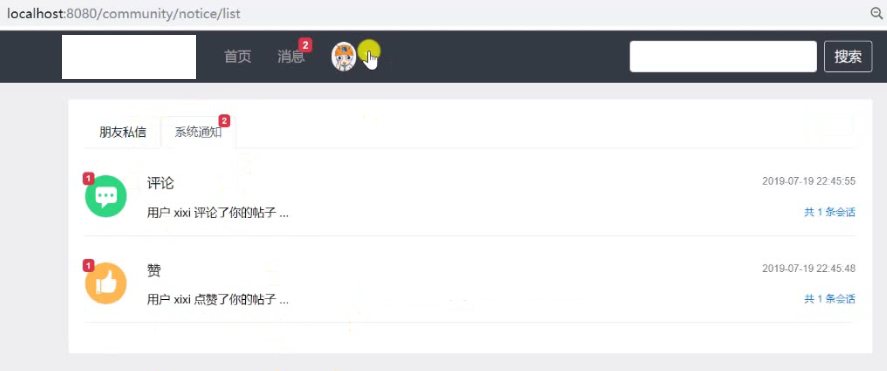 localhost:8080/community/notice/list
首页 消息 2 搜索
朋友私信 系统通知 2
1 评论 2019-07-19 22:45:55
用户 xixi 评论了你的帖子 ... 共 1 条会话
1 赞 2019-07-19 22:45:48
用户 xixi 点赞了你的帖子 ... 共 1 条会话